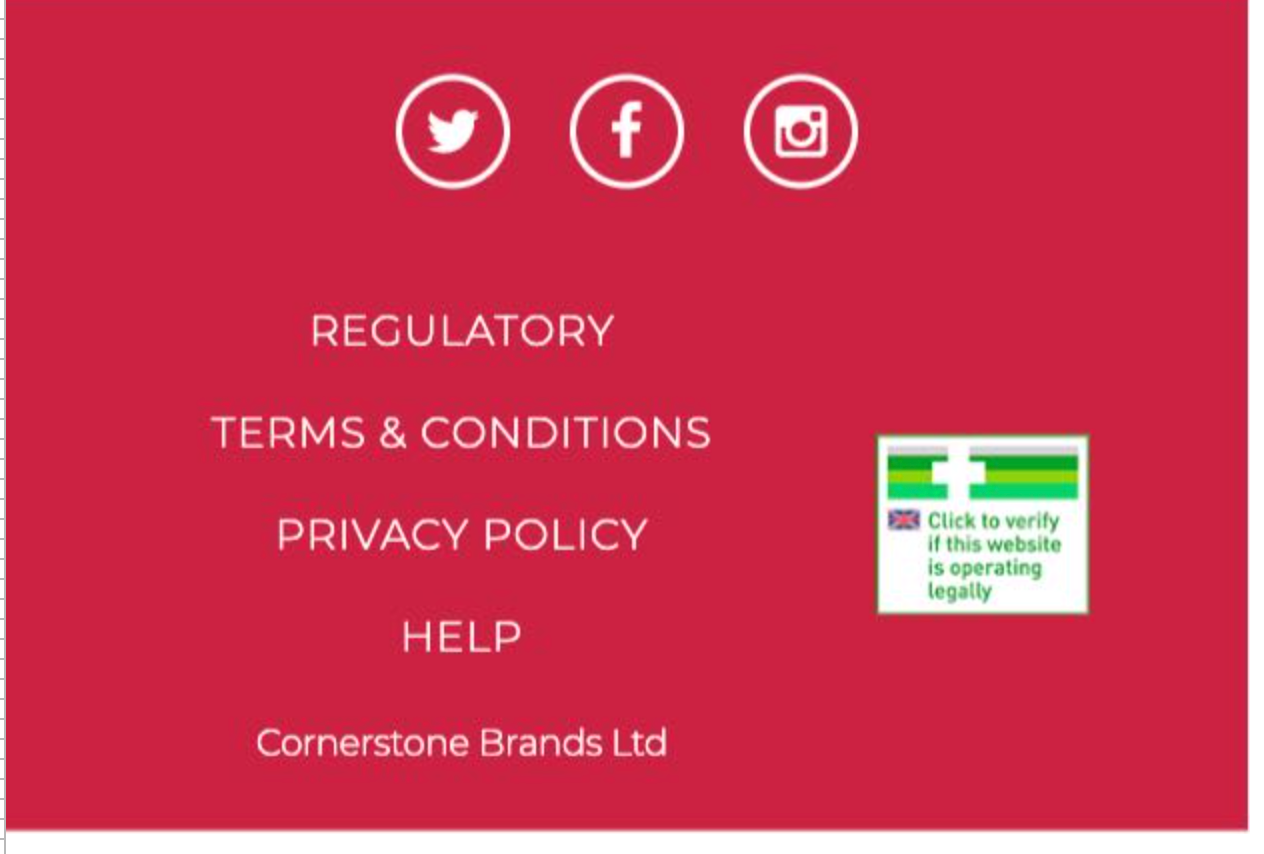 REGULATORY
TERMS & CONDITIONS
PRIVACY POLICY
HELP
Cornerstone Brands Ltd
Click to verify
if this website
is operating
legally